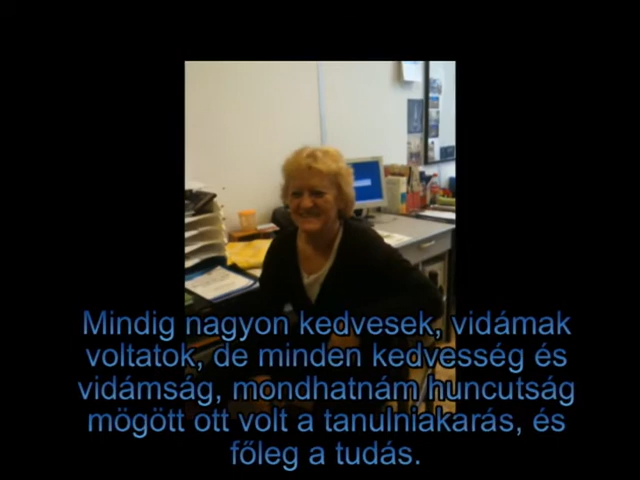 Mindig nagyon kedvesek, vidámak
voltatok, de minden kedvesség és
vidámság, mondhatnám huncutság
mögött ott volt a tanulniakarás, és
főleg a tudás.